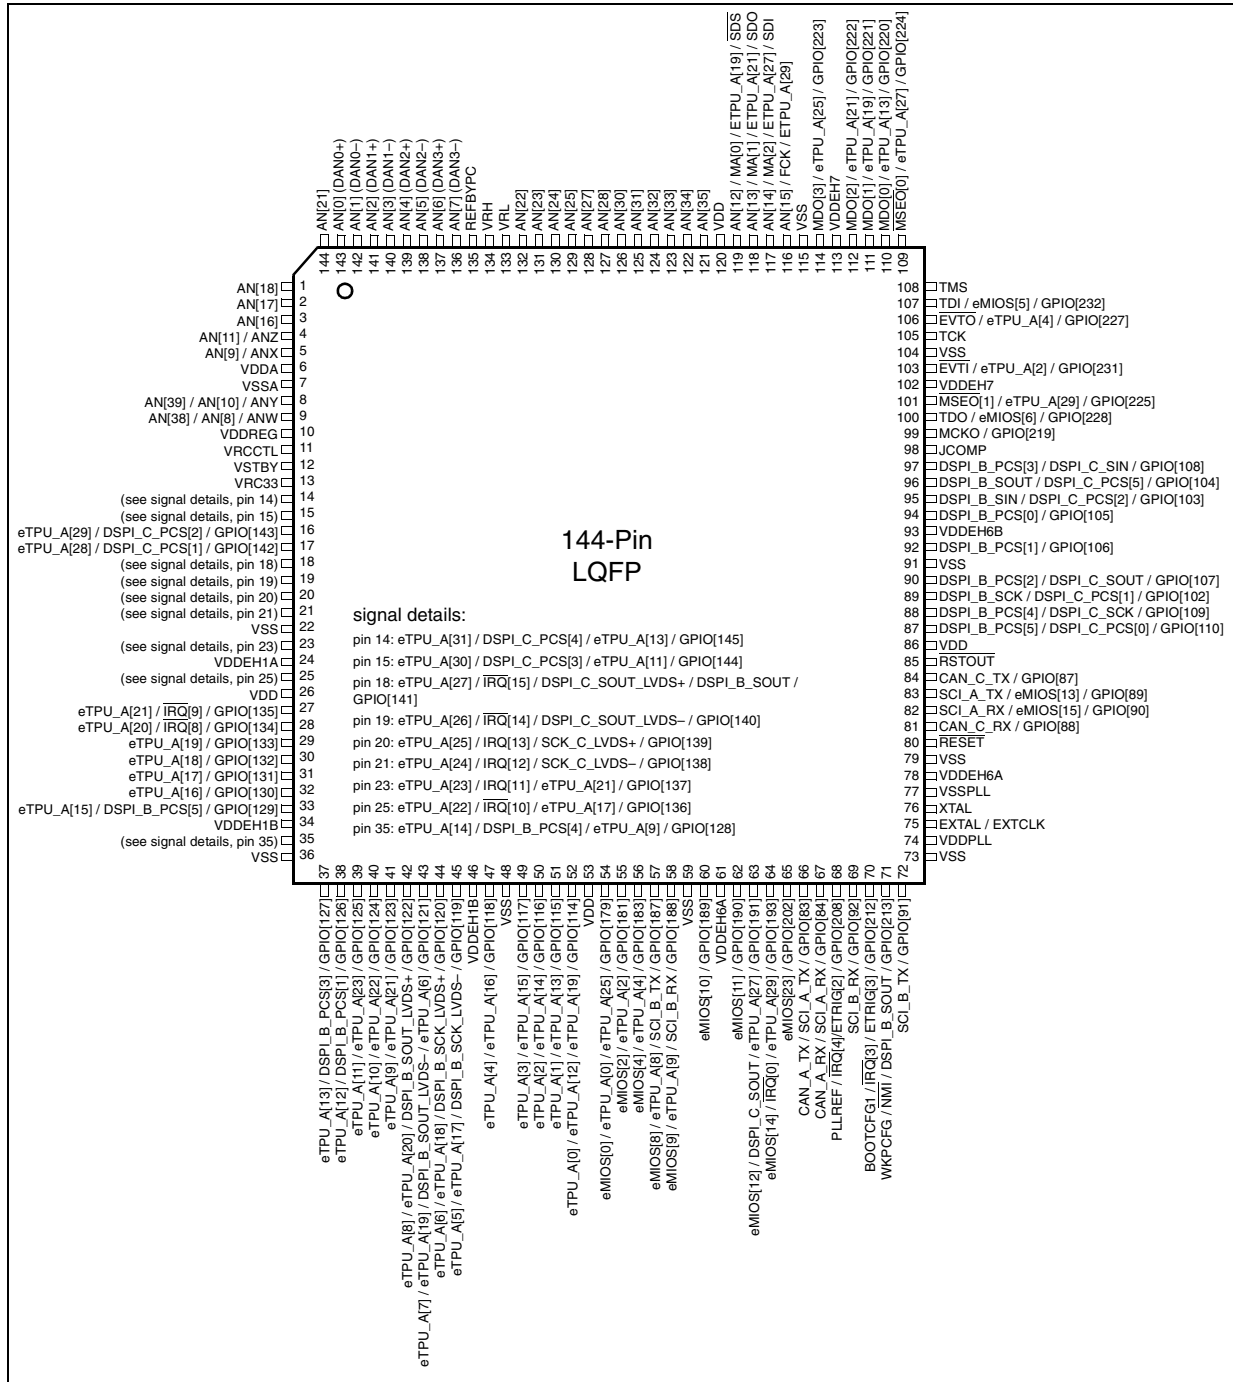 AN[21]
AN[0] (DAN0+)
AN[1] (DAN0–)
AN[2] (DAN1+)
AN[3] (DAN1–)
AN[4] (DAN2+)
AN[5] (DAN2–)
AN[6] (DAN3+)
AN[7] (DAN3–)
REFBYPC
VRH
VRL
AN[22]
AN[23]
AN[24]
AN[25]
AN[27]
AN[28]
AN[30]
AN[31]
AN[32]
AN[33]
AN[34]
AN[35]
VDD
AN[12] / MA[0] / ETPU_A[19] / SDS
AN[13] / MA[1] / ETPU_A[21] / SDO
AN[14] / MA[2] / ETPU_A[27] / SDI
AN[15] / FCK / ETPU_A[29]
VSS
MDO[3] / eTPU_A[25] / GPIO[223]
VDDEH7
MDO[2] / eTPU_A[21] / GPIO[222]
MDO[1] / eTPU_A[19] / GPIO[221]
MDO[0] / eTPU_A[13] / GPIO[220]
MSEO[0] / eTPU_A[27] / GPIO[224]
144
143
142
141
140
139
138
137
136
135
134
133
132
131
130
129
128
127
126
125
124
123
122
121
120
119
118
117
116
115
114
113
112
111
110
109
AN[18] 1
AN[17] 2
AN[16] 3
AN[11] / ANZ 4
AN[9] / ANX 5
VDDA 6
VSSA 7
AN[39] / AN[10] / ANY 8
AN[38] / AN[8] / ANW 9
VDDREG 10
VRCCTL 11
VSTBY 12
VRC33 13
(see signal details, pin 14) 14
(see signal details, pin 15) 15
eTPU_A[29] / DSPI_C_PCS[2] / GPIO[143] 16
eTPU_A[28] / DSPI_C_PCS[1] / GPIO[142] 17
(see signal details, pin 18) 18
(see signal details, pin 19) 19
(see signal details, pin 20) 20
(see signal details, pin 21) 21
VSS 22
(see signal details, pin 23) 23
VDDEH1A 24
(see signal details, pin 25) 25
VDD 26
eTPU_A[21] / IRQ[9] / GPIO[135] 27
eTPU_A[20] / IRQ[8] / GPIO[134] 28
eTPU_A[19] / GPIO[133] 29
eTPU_A[18] / GPIO[132] 30
eTPU_A[17] / GPIO[131] 31
eTPU_A[16] / GPIO[130] 32
eTPU_A[15] / DSPI_B_PCS[5] / GPIO[129] 33
VDDEH1B 34
(see signal details, pin 35) 35
VSS 36
144-Pin
LQFP
signal details:
pin 14: eTPU_A[31] / DSPI_C_PCS[4] / eTPU_A[13] / GPIO[145]
pin 15: eTPU_A[30] / DSPI_C_PCS[3] / eTPU_A[11] / GPIO[144]
pin 18: eTPU_A[27] / IRQ[15] / DSPI_C_SOUT_LVDS+ / DSPI_B_SOUT /
GPIO[141]
pin 19: eTPU_A[26] / IRQ[14] / DSPI_C_SOUT_LVDS– / GPIO[140]
pin 20: eTPU_A[25] / IRQ[13] / SCK_C_LVDS+ / GPIO[139]
pin 21: eTPU_A[24] / IRQ[12] / SCK_C_LVDS– / GPIO[138]
pin 23: eTPU_A[23] / IRQ[11] / eTPU_A[21] / GPIO[137]
pin 25: eTPU_A[22] / IRQ[10] / eTPU_A[17] / GPIO[136]
pin 35: eTPU_A[14] / DSPI_B_PCS[4] / eTPU_A[9] / GPIO[128]
108 TMS
107 TDI / eMIOS[5] / GPIO[232]
106 EVTO / eTPU_A[4] / GPIO[227]
105 TCK
104 VSS
103 EVTI / eTPU_A[2] / GPIO[231]
102 VDDEH7
101 MSEO[1] / eTPU_A[29] / GPIO[225]
100 TDO / eMIOS[6] / GPIO[228]
99 MCKO / GPIO[219]
98 JCOMP
97 DSPI_B_PCS[3] / DSPI_C_SIN / GPIO[108]
96 DSPI_B_SOUT / DSPI_C_PCS[5] / GPIO[104]
95 DSPI_B_SIN / DSPI_C_PCS[2] / GPIO[103]
94 DSPI_B_PCS[0] / GPIO[105]
93 VDDEH6B
92 DSPI_B_PCS[1] / GPIO[106]
91 VSS
90 DSPI_B_PCS[2] / DSPI_C_SOUT / GPIO[107]
89 DSPI_B_SCK / DSPI_C_PCS[1] / GPIO[102]
88 DSPI_B_PCS[4] / DSPI_C_SCK / GPIO[109]
87 DSPI_B_PCS[5] / DSPI_C_PCS[0] / GPIO[110]
86 VDD
85 RSTOUT
84 CAN_C_TX / GPIO[87]
83 SCI_A_TX / eMIOS[13] / GPIO[89]
82 SCI_A_RX / eMIOS[15] / GPIO[90]
81 CAN_C_RX / GPIO[88]
80 RESET
79 VSS
78 VDDEH6A
77 VSSPLL
76 XTAL
75 EXTAL / EXTCLK
74 VDDPLL
73 VSS
37
38
39
40
41
42
43
44
45
46
47
48
49
50
51
52
53
54
55
56
57
58
59
60
61
62
63
64
65
66
67
68
69
70
71
72
eTPU_A[13] / DSPI_B_PCS[3] / GPIO[127]
eTPU_A[12] / DSPI_B_PCS[1] / GPIO[126]
eTPU_A[11] / eTPU_A[23] / GPIO[125]
eTPU_A[10] / eTPU_A[22] / GPIO[124]
eTPU_A[9] / eTPU_A[21] / GPIO[123]
eTPU_A[8] / eTPU_A[20] / DSPI_B_SOUT_LVDS+ / GPIO[122]
eTPU_A[7] / eTPU_A[19] / DSPI_B_SOUT_LVDS– / eTPU_A[6] / GPIO[121]
eTPU_A[6] / eTPU_A[18] / DSPI_B_SCK_LVDS+ / GPIO[120]
eTPU_A[5] / eTPU_A[17] / DSPI_B_SCK_LVDS– / GPIO[119]
VDDEH1B
eTPU_A[4] / eTPU_A[16] / GPIO[118]
VSS
eTPU_A[3] / eTPU_A[15] / GPIO[117]
eTPU_A[2] / eTPU_A[14] / GPIO[116]
eTPU_A[1] / eTPU_A[13] / GPIO[115]
eTPU_A[0] / eTPU_A[12] / eTPU_A[19] / GPIO[114]
VDD
eMIOS[0] / eTPU_A[0] / eTPU_A[25] / GPIO[179]
eMIOS[2] / eTPU_A[2] / GPIO[181]
eMIOS[4] / eTPU_A[4] / GPIO[183]
eMIOS[8] / eTPU_A[8] / SCI_B_TX / GPIO[187]
eMIOS[9] / eTPU_A[9] / SCI_B_RX / GPIO[188]
VSS
eMIOS[10] / GPIO[189]
VDDEH6A
eMIOS[11] / GPIO[190]
eMIOS[12] / DSPI_C_SOUT / eTPU_A[27] / GPIO[191]
eMIOS[14] / IRQ[0] / eTPU_A[29] / GPIO[193]
eMIOS[23] / GPIO[202]
CAN_A_TX / SCI_A_TX / GPIO[83]
CAN_A_RX / SCI_A_RX / GPIO[84]
PLLREF / IRQ[4]/ETRIG[2] / GPIO[208]
SCI_B_RX / GPIO[92]
BOOTCFG1 / IRQ[3] / ETRIG[3] / GPIO[212]
WKPCFG / NMI / DSPI_B_SOUT / GPIO[213]
SCI_B_TX / GPIO[91]